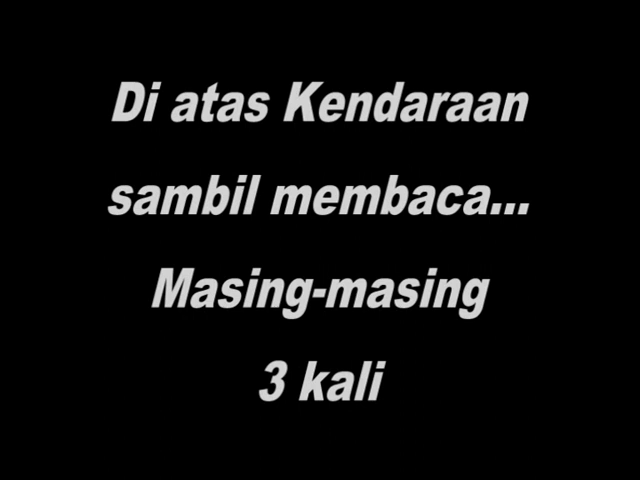 Di atas Kendaraan
sambil membaca...
Masing-masing
3 kali